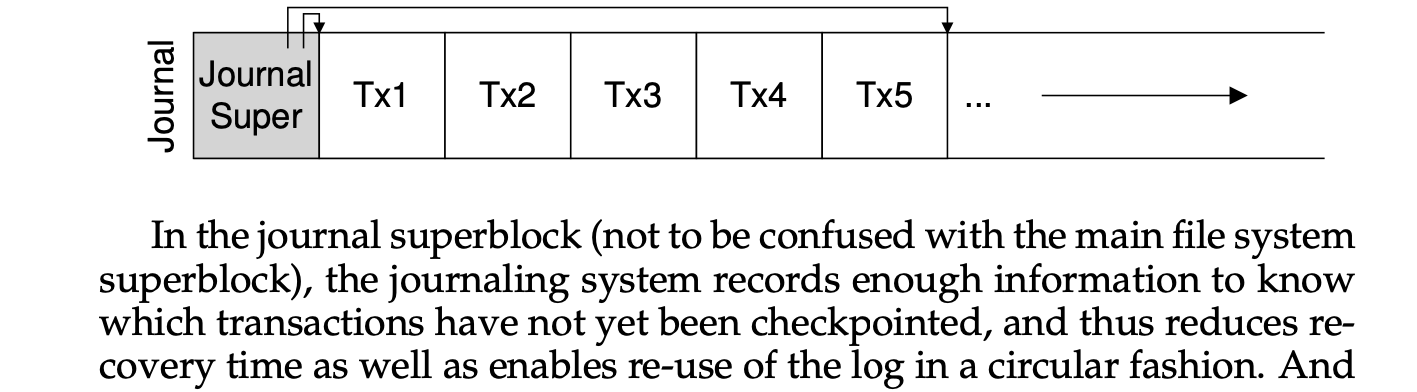 Journal
Journal
Super
Tx1
Tx2
Tx3
Tx4
Tx5
...
In the journal superblock (not to be confused with the main file system
superblock), the journaling system records enough information to know
which transactions have not yet been checkpointed, and thus reduces re-
covery time as well as enables re-use of the log in a circular fashion. And